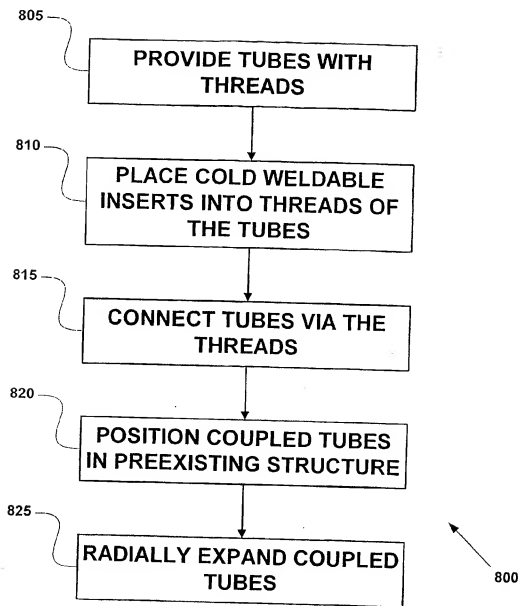 805
PROVIDE TUBES WITH
THREADS
810
PLACE COLD WELDABLE
INSERTS INTO THREADS OF
THE TUBES
815
CONNECT TUBES VIA THE
THREADS
820
POSITION COUPLED TUBES
IN PREEXISTING STRUCTURE
825
RADIALLY EXPAND COUPLED
TUBES
800